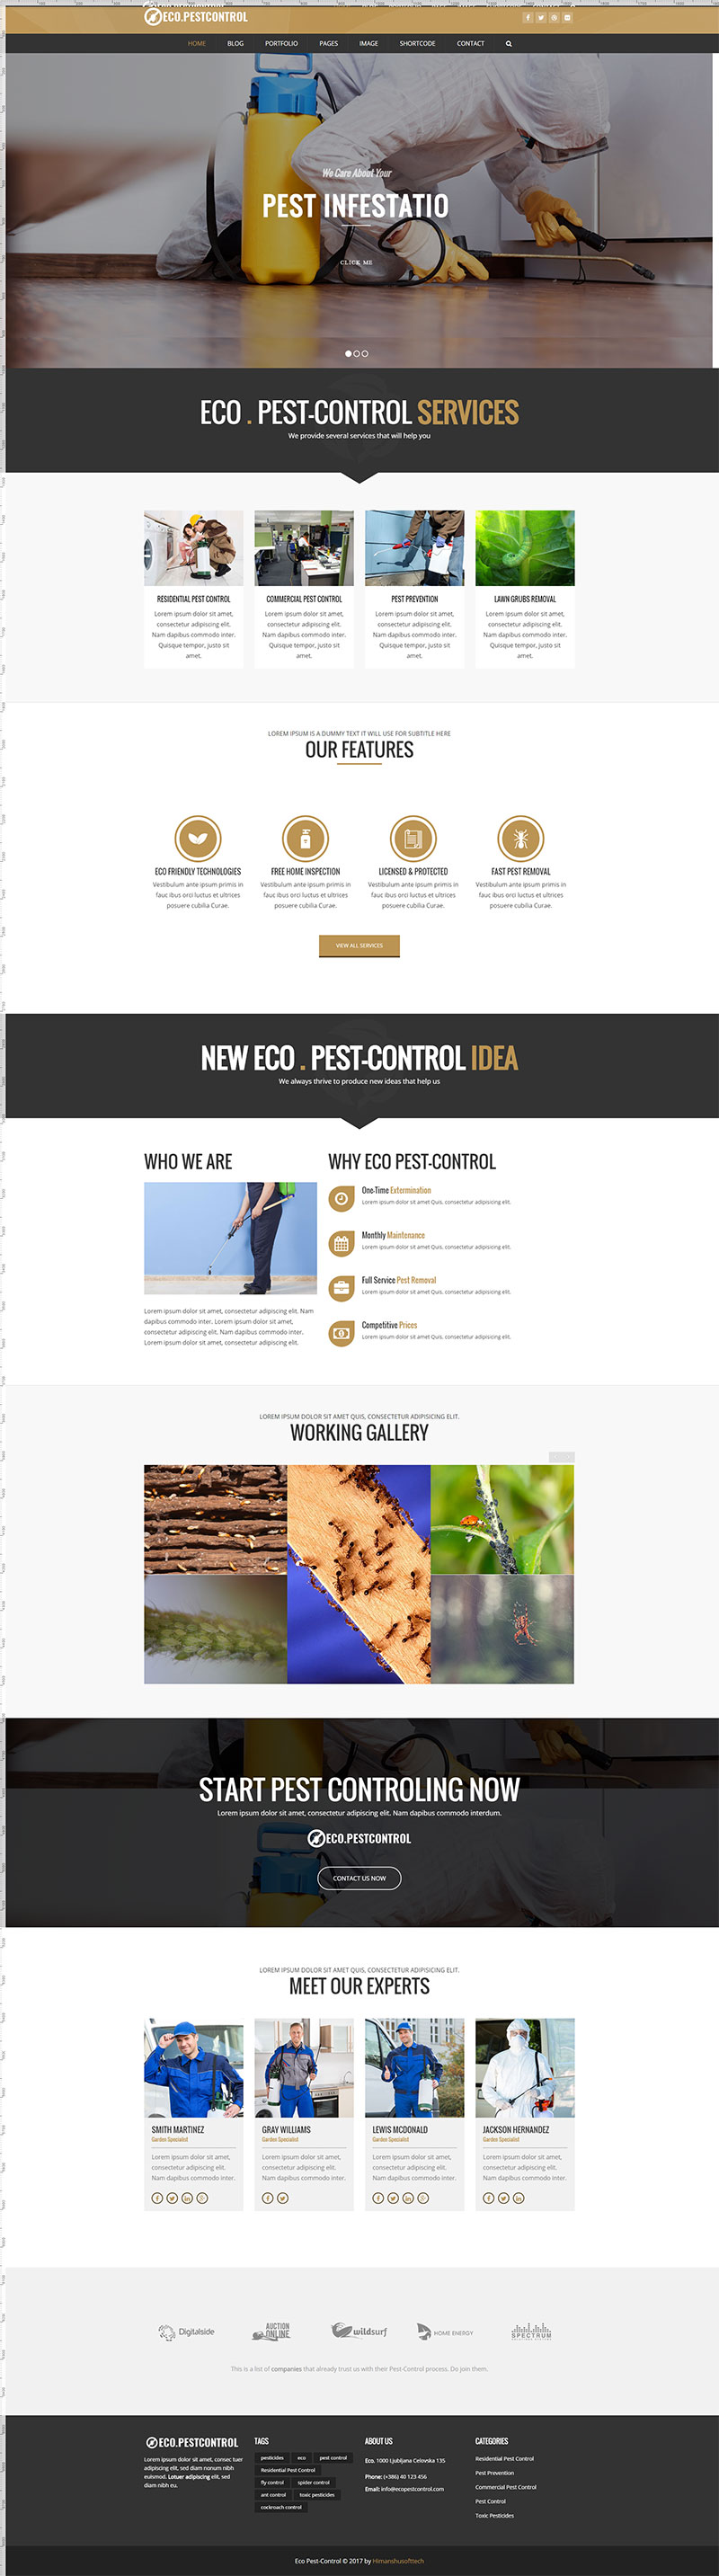 ECO.PESTCONTROL
HOME BLOG PORTFOLIO PAGES IMAGE SHORTCODE CONTACT
We Care About Your
PEST INFESTATIO
CLICK ME
ECO . PEST-CONTROL SERVICES
We provide several services that will help you
RESIDENTIAL PEST CONTROL
Lorem ipsum dolor sit amet,
consectetur adipiscing elit.
Nam dapibus commodo inter.
Quisque tempor, justo sit
amet.
COMMERCIAL PEST CONTROL
Lorem ipsum dolor sit amet,
consectetur adipiscing elit.
Nam dapibus commodo inter.
Quisque tempor, justo sit
amet.
PEST PREVENTION
Lorem ipsum dolor sit amet,
consectetur adipiscing elit.
Nam dapibus commodo inter.
Quisque tempor, justo sit
amet.
LAWN GRUBS REMOVAL
Lorem ipsum dolor sit amet,
consectetur adipiscing elit.
Nam dapibus commodo inter.
Quisque tempor, justo sit
amet.
LOREM IPSUM IS A DUMMY TEXT IT WILL USE FOR SUBTITLE HERE
OUR FEATURES
ECO FRIENDLY TECHNOLOGIES
Vestibulum ante ipsum primis in
fauc ibus orci luctus et ultrices
posuere cubilia Curae.
FREE HOME INSPECTION
Vestibulum ante ipsum primis in
fauc ibus orci luctus et ultrices
posuere cubilia Curae.
LICENSED & PROTECTED
Vestibulum ante ipsum primis in
fauc ibus orci luctus et ultrices
posuere cubilia Curae.
FAST PEST REMOVAL
Vestibulum ante ipsum primis in
fauc ibus orci luctus et ultrices
posuere cubilia Curae.
VIEW ALL SERVICES
NEW ECO . PEST-CONTROL IDEA
We always thrive to produce new ideas that help us
WHO WE ARE
Lorem ipsum dolor sit amet, consectetur adipiscing elit. Nam
dapibus commodo inter. Lorem ipsum dolor sit amet,
consectetur adipiscing elit. Nam dapibus commodo inter.
Lorem ipsum dolor sit amet, consectetur adipiscing elit.
WHY ECO PEST-CONTROL
One-Time Extermination
Lorem ipsum dolor sit amet Quis, consectetur adipisicing elit.
Monthly Maintenance
Lorem ipsum dolor sit amet Quis, consectetur adipisicing elit.
Full Service Pest Removal
Lorem ipsum dolor sit amet Quis, consectetur adipisicing elit.
Competitive Prices
Lorem ipsum dolor sit amet Quis, consectetur adipisicing elit.
LOREM IPSUM DOLOR SIT AMET QUIS, CONSECTETUR ADIPISICING ELIT.
WORKING GALLERY
START PEST CONTROLING NOW
Lorem ipsum dolor sit amet, consectetur adipiscing elit. Nam dapibus commodo interdum.
ECO.PESTCONTROL
CONTACT US NOW
LOREM IPSUM DOLOR SIT AMET QUIS, CONSECTETUR ADIPISICING ELIT.
MEET OUR EXPERTS
SMITH MARTINEZ
Garden Specialist
Lorem ipsum dolor sit amet,
consectetur adipiscing elit.
Nam dapibus commodo inter.
GRAY WILLIAMS
Garden Specialist
Lorem ipsum dolor sit amet,
consectetur adipiscing elit.
Nam dapibus commodo inter.
LEWIS MCDONALD
Garden Specialist
Lorem ipsum dolor sit amet,
consectetur adipiscing elit.
Nam dapibus commodo inter.
JACKSON HERNANDEZ
Garden Specialist
Lorem ipsum dolor sit amet,
consectetur adipiscing elit.
Nam dapibus commodo inter.
Digitalside
AUCTION
ONLINE
wildsurf
HOME ENERGY
SPECTRUM
This is a list of companies that already trust us with their Pest-Control process, Do join them.
ECO.PESTCONTROL
Lorem ipsum dolor sit amet, consec tuer
adipiscing elit, sed diam nonummy nibh
euismod. Lotuer adipiscing elit, sed
diam nibh eu.
TAGS
pesticides eco pest control
Residential Pest Control
fly control spider control
ant control toxic pesticides
cockroach control
ABOUT US
Eco. 1000 Ljubljana Celovska 135
Phone: (+386) 40 123 456
Email: info@ecopestcontrol.com
CATEGORIES
Residential Pest Control
Pest Prevention
Commercial Pest Control
Pest Control
Toxic Pesticides
Eco Pest-Control © 2017 by Himanshusofttech